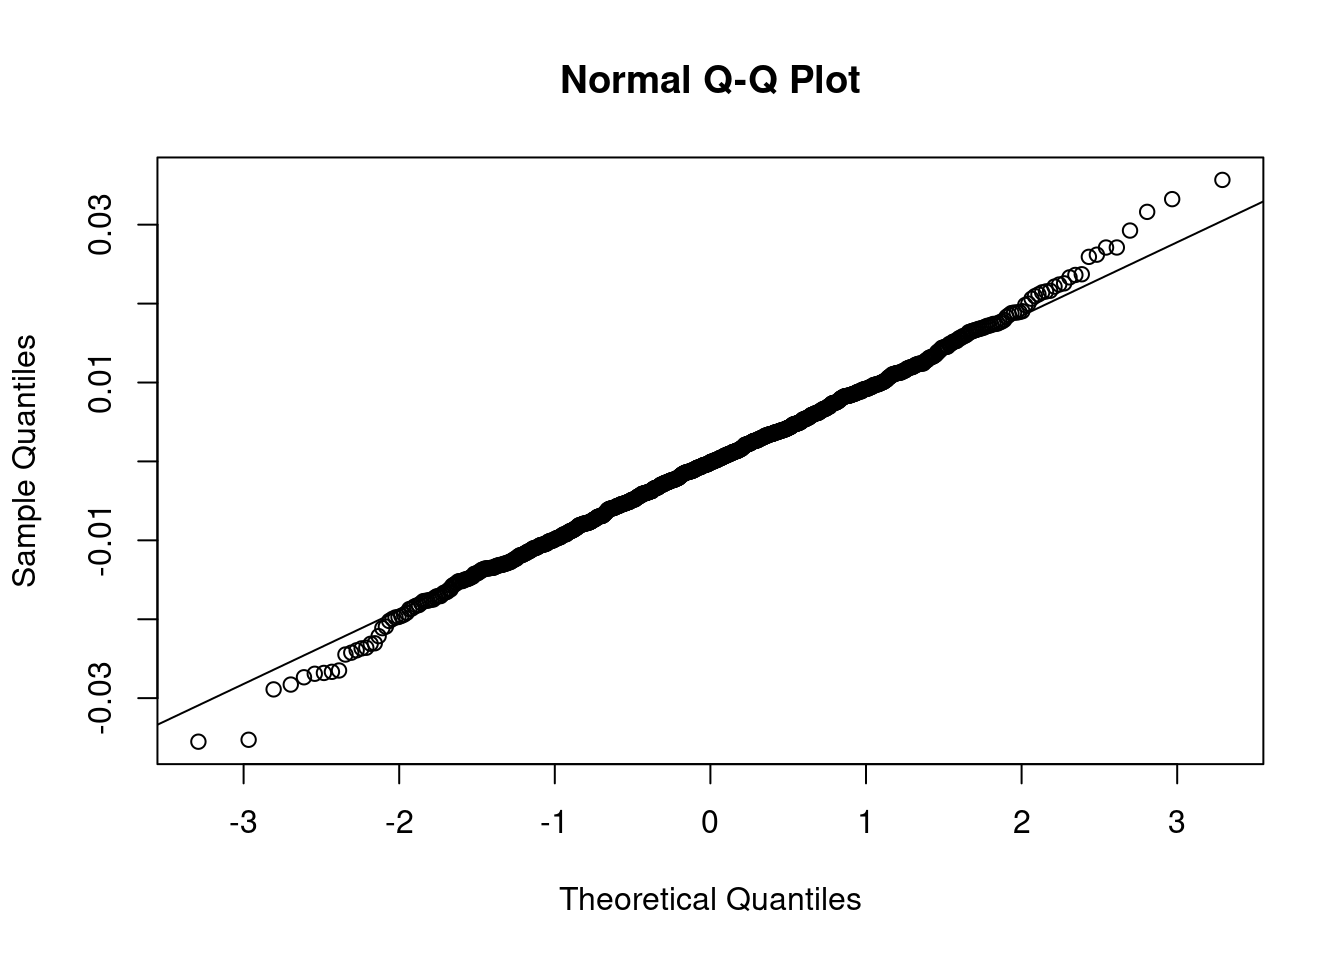 Normal Q-Q Plot
Sample Quantiles
0.03
0.01
-0.01
-0.03
-3 -2 -1 0 1 2 3
Theoretical Quantiles